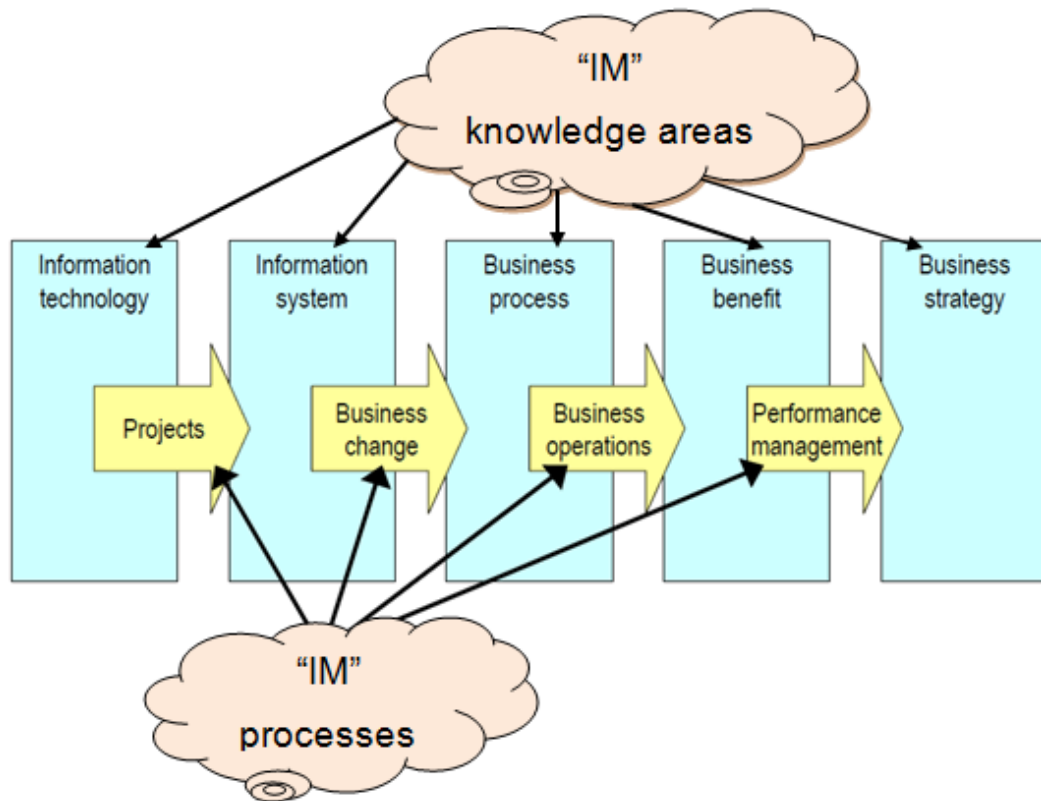 “IM”
knowledge areas
Information
technology
Information
system
Business
process
Business
benefit
Business
strategy
Projects
Business
change
Business
operations
Performance
management
“IM”
processes